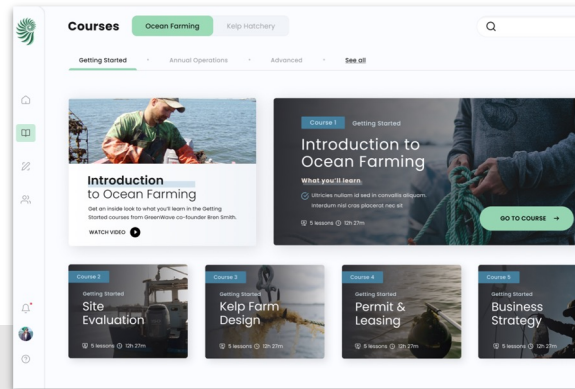 Courses
Ocean Farming
Kelp Hatchery
Getting Started
Annual Operations
Advanced
See all
Introduction
to Ocean Farming
Get an inside look to what you'll learn in the Getting
Started courses from GreenWave co-founder Bren Smith.
WATCH VIDEO
Course 1
Getting Started
Introduction to
Ocean Farming
What you'll learn
Ultricies nullam id sed in convallis aliquam.
Interdum nisl cras placerat nec elit
5 lessons
12h 27m
GO TO COURSE →
Course 2
Getting Started
Site
Evaluation
5 lessons
12h 27m
Course 3
Getting Started
Kelp Farm
Design
5 lessons
12h 27m
Course 4
Getting Started
Permit &
Leasing
5 lessons
12h 27m
Course 5
Getting Started
Business
Strategy
5 lessons
12h 27m